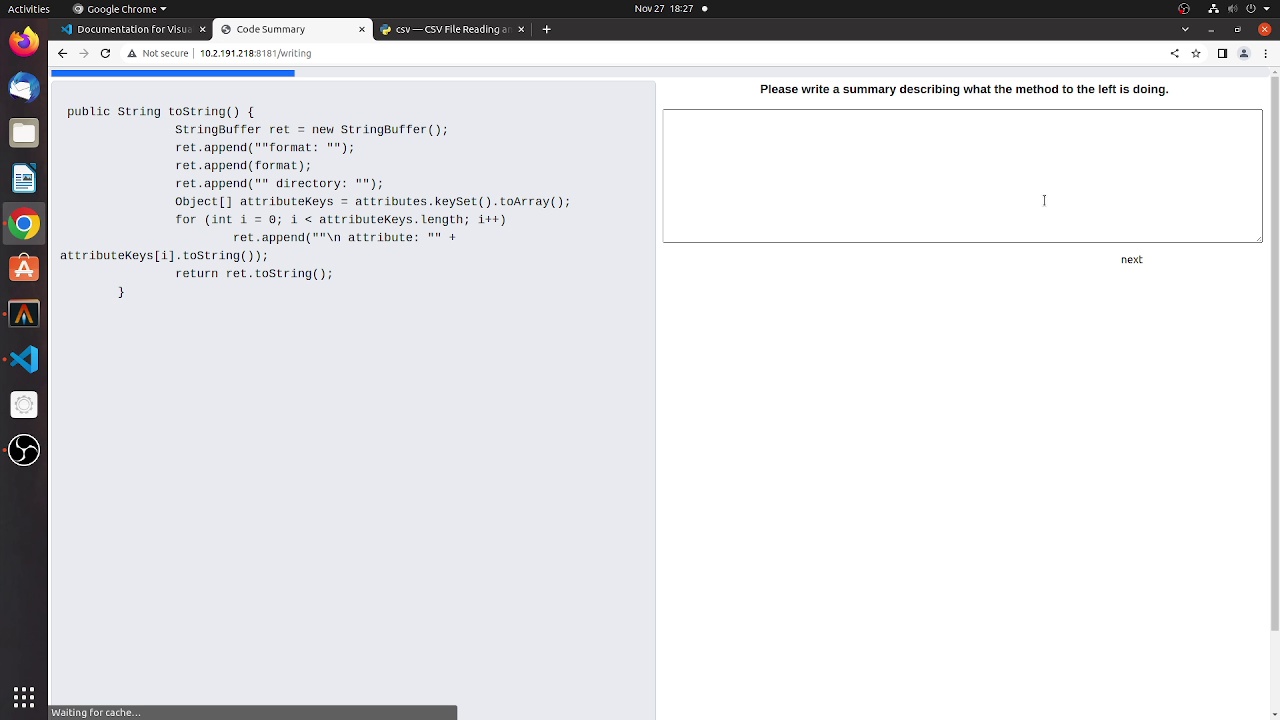 Activities
Google Chrome
Nov 27 18:27
Documentation for Visua
Code Summary
csv — CSV File Reading an
Not secure
10.2.191.218:8181/writing
public String toString() {
StringBuffer ret = new StringBuffer();
ret.append(""format: "");
ret.append(format);
ret.append("" directory: "");
Object[] attributeKeys = attributes.keySet().toArray();
for (int i = 0; i < attributeKeys.length; i++)
ret.append(""\n attribute: "" +
attributeKeys[i].toString());
return ret.toString();
}
Please write a summary describing what the method to the left is doing.
next
Waiting for cache...